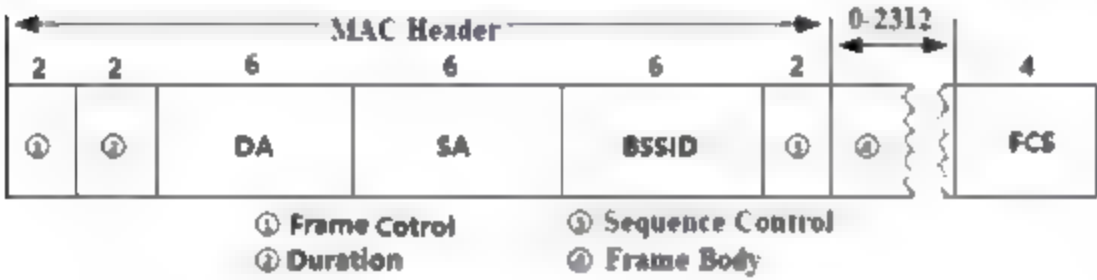 MAC Header 0-2312
2 2 6 6 6 2 4
① ② DA SA BSSID ③ ④ FCS
① Frame Cotrol ③ Sequence Control
② Duration ④ Frame Body